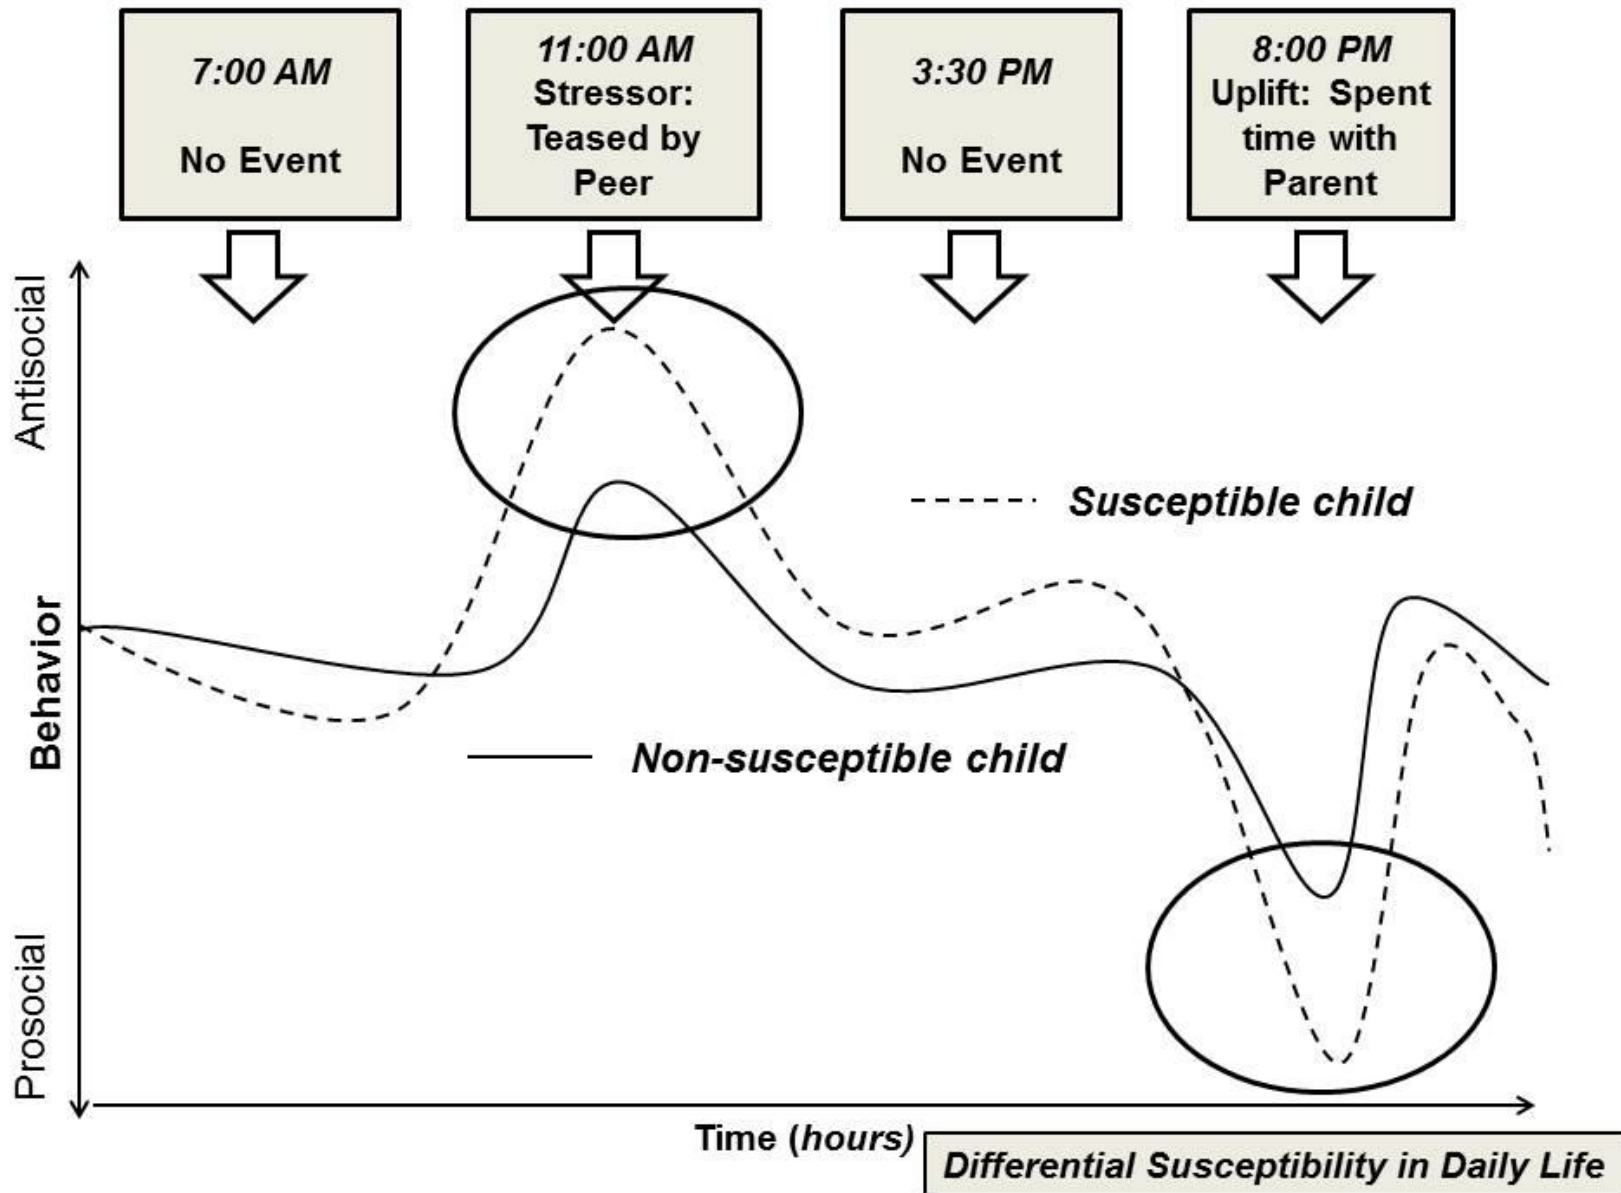 7:00 AM
No Event
11:00 AM
Stressor:
Teased by
Peer
3:30 PM
No Event
8:00 PM
Uplift: Spent
time with
Parent
Antisocial
Behavior
Prosocial
Susceptible child
Non-susceptible child
Time (hours)
Differential Susceptibility in Daily Life